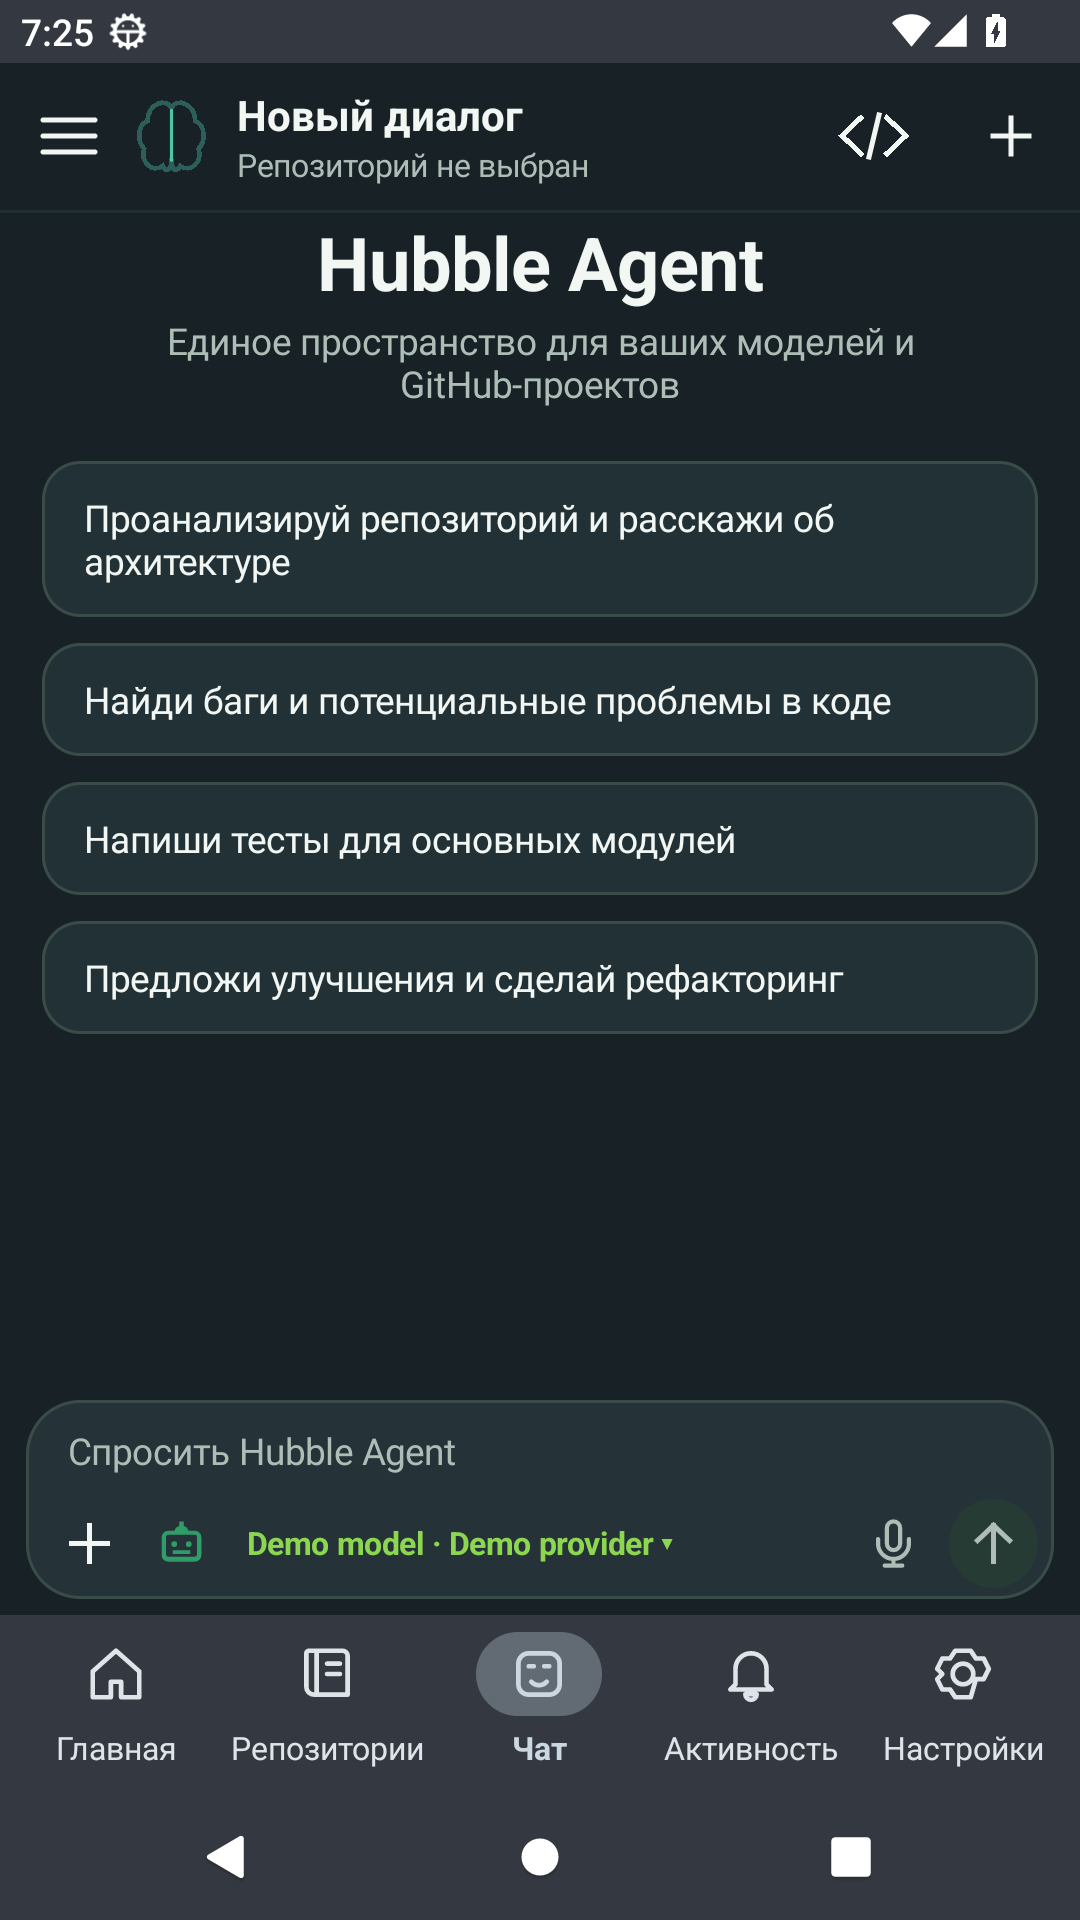 7:25
Новый диалог
Репозиторий не выбран
Hubble Agent
Единое пространство для ваших моделей и
GitHub-проектов
Проанализируй репозиторий и расскажи об
архитектуре
Найди баги и потенциальные проблемы в коде
Напиши тесты для основных модулей
Предложи улучшения и сделай рефакторинг
Спросить Hubble Agent
Demo model · Demo provider ▾
Главная
Репозитории
Чат
Активность
Настройки